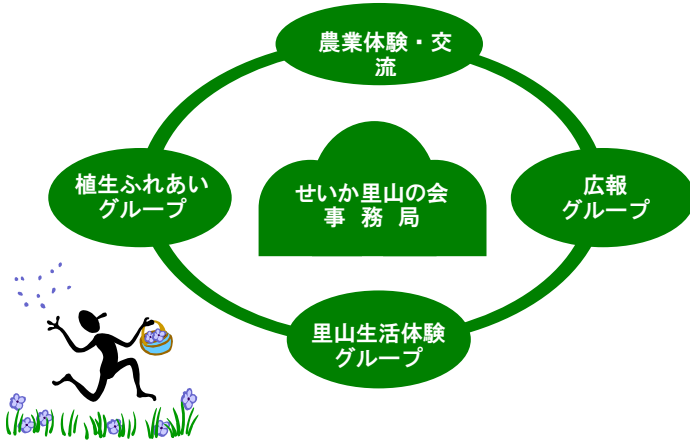 農業体験・交
流
植生ふれあい
グループ
せいか里山の会
事 務 局
広報
グループ
里山生活体験
グループ